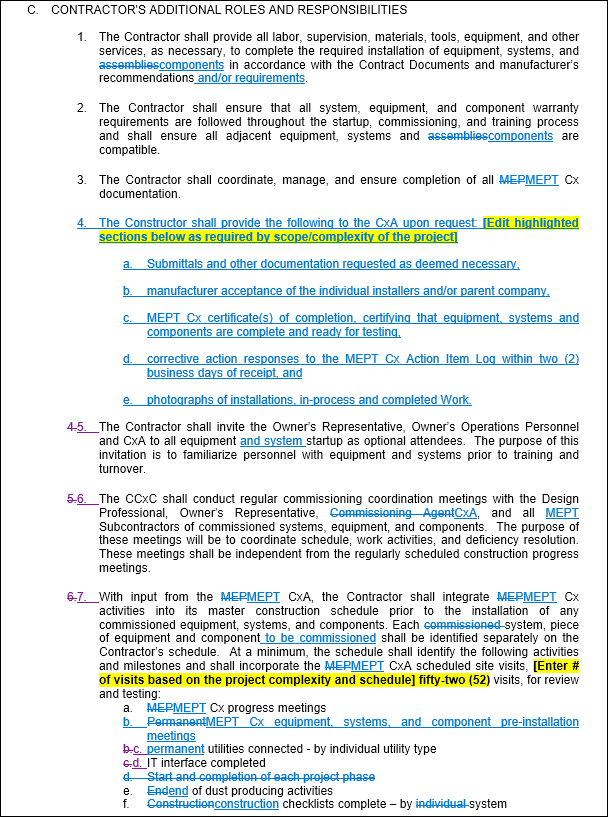 C. CONTRACTOR'S ADDITIONAL ROLES AND RESPONSIBILITIES
1. The Contractor shall provide all labor, supervision, materials, tools, equipment, and other
services, as necessary, to complete the required installation of equipment, systems, and
assembliescomponents in accordance with the Contract Documents and manufacturer's
recommendations and/or requirements.
2. The Contractor shall ensure that all system, equipment, and component warranty
requirements are followed throughout the startup, commissioning, and training process
and shall ensure all adjacent equipment, systems and assembliescomponents are
compatible.
3. The Contractor shall coordinate, manage, and ensure completion of all MEPMEPT Cx
documentation.
4. The Constructor shall provide the following to the CxA upon request: [Edit highlighted
sections below as required by scope/complexity of the project]
a. Submittals and other documentation requested as deemed necessary,
b. manufacturer acceptance of the individual installers and/or parent company,
c. MEPT Cx certificate(s) of completion, certifying that equipment, systems and
components are complete and ready for testing,
d. corrective action responses to the MEPT Cx Action Item Log within two (2)
business days of receipt, and
e. photographs of installations, in-process and completed Work.
4.5. The Contractor shall invite the Owner's Representative, Owner's Operations Personnel
and CxA to all equipment and system startup as optional attendees. The purpose of this
invitation is to familiarize personnel with equipment and systems prior to training and
turnover.
5.6. The CCxC shall conduct regular commissioning coordination meetings with the Design
Professional, Owner's Representative, Commissioning AgentCxA, and all MEPT
Subcontractors of commissioned systems, equipment, and components. The purpose of
these meetings will be to coordinate schedule, work activities, and deficiency resolution.
These meetings shall be independent from the regularly scheduled construction progress
meetings.
6.7. With input from the MEPMEPT CxA, the Contractor shall integrate MEPMEPT Cx
activities into its master construction schedule prior to the installation of any
commissioned equipment, systems, and components. Each commissioned system, piece
of equipment and component to be commissioned shall be identified separately on the
Contractor's schedule. At a minimum, the schedule shall identify the following activities
and milestones and shall incorporate the MEPMEPT CxA scheduled site visits, [Enter #
of visits based on the project complexity and schedule] fifty-two (52) visits, for review
and testing:
a. MEPMEPT Cx progress meetings
b. PermanentMEPT Cx equipment, systems, and component pre-installation
meetings
b.c. permanent utilities connected - by individual utility type
c.d. IT interface completed
d. Start and completion of each project phase
e. Endend of dust producing activities
f. Constructionconstruction checklists complete – by individual system